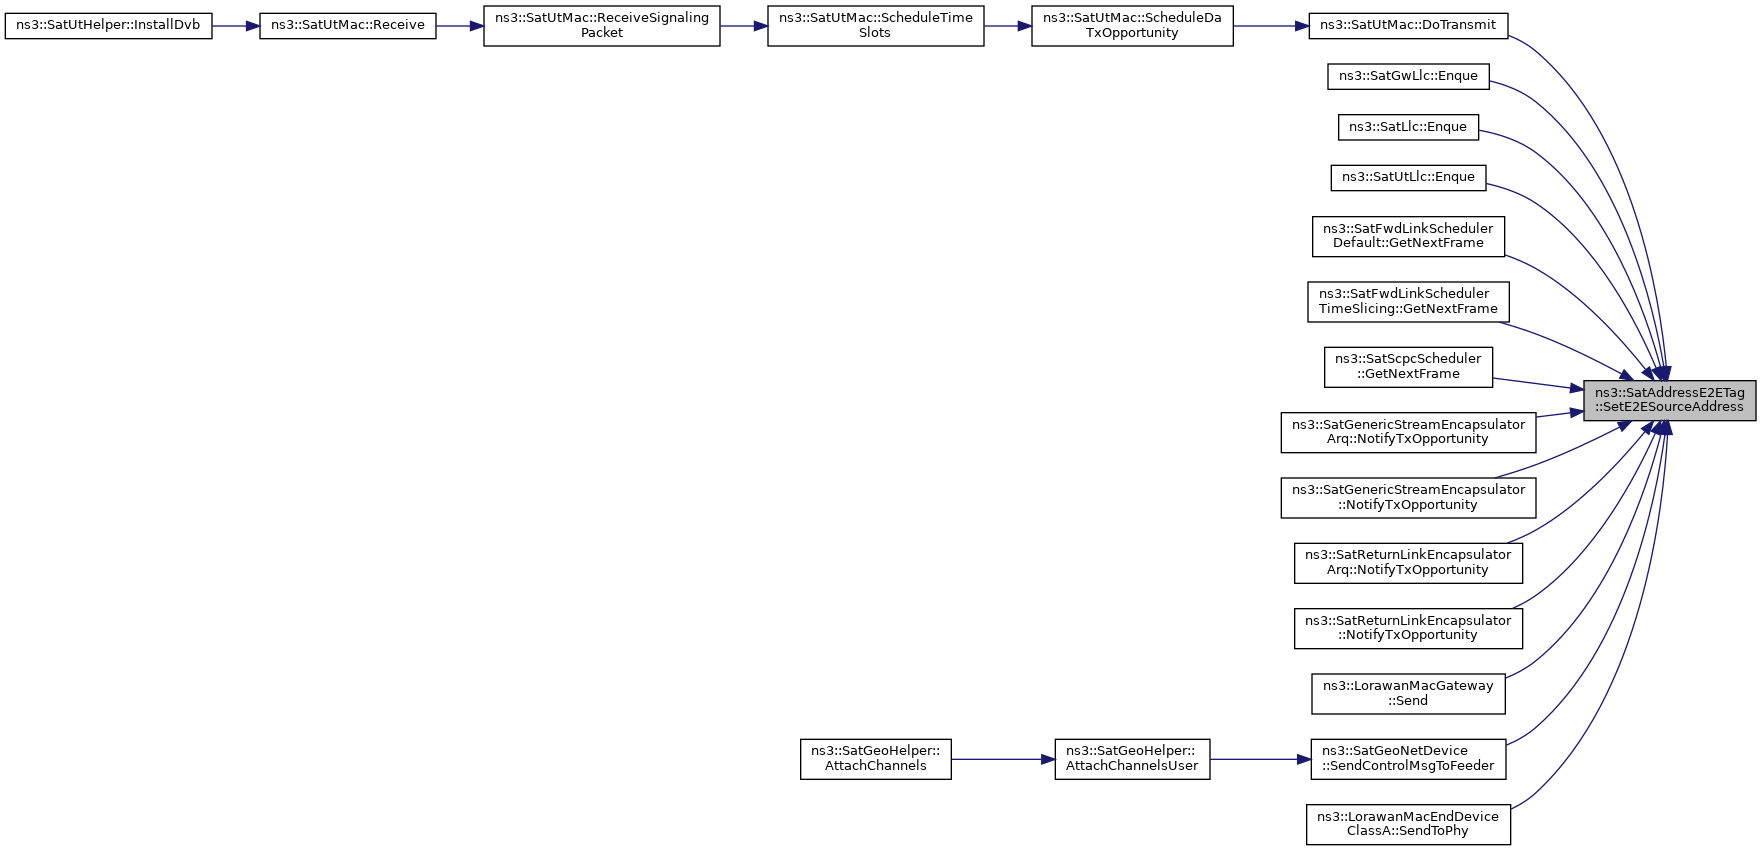 ns3::SatUtHelper::InstallDvb
ns3::SatUtMac::Receive
ns3::SatUtMac::ReceiveSignaling
Packet
ns3::SatUtMac::ScheduleTime
Slots
ns3::SatUtMac::ScheduleDa
TxOpportunity
ns3::SatUtMac::DoTransmit
ns3::SatGwLlc::Enque
ns3::SatLlc::Enque
ns3::SatUtLlc::Enque
ns3::SatFwdLinkScheduler
Default::GetNextFrame
ns3::SatFwdLinkScheduler
TimeSlicing::GetNextFrame
ns3::SatScpcScheduler
::GetNextFrame
ns3::SatAddressE2ETag
::SetE2ESourceAddress
ns3::SatGenericStreamEncapsulator
Arq::NotifyTxOpportunity
ns3::SatGenericStreamEncapsulator
::NotifyTxOpportunity
ns3::SatReturnLinkEncapsulator
Arq::NotifyTxOpportunity
ns3::SatReturnLinkEncapsulator
::NotifyTxOpportunity
ns3::LorawanMacGateway
::Send
ns3::SatGeoHelper::
AttachChannels
ns3::SatGeoHelper::
AttachChannelsUser
ns3::SatGeoNetDevice
::SendControlMsgToFeeder
ns3::LorawanMacEndDevice
ClassA::SendToPhy